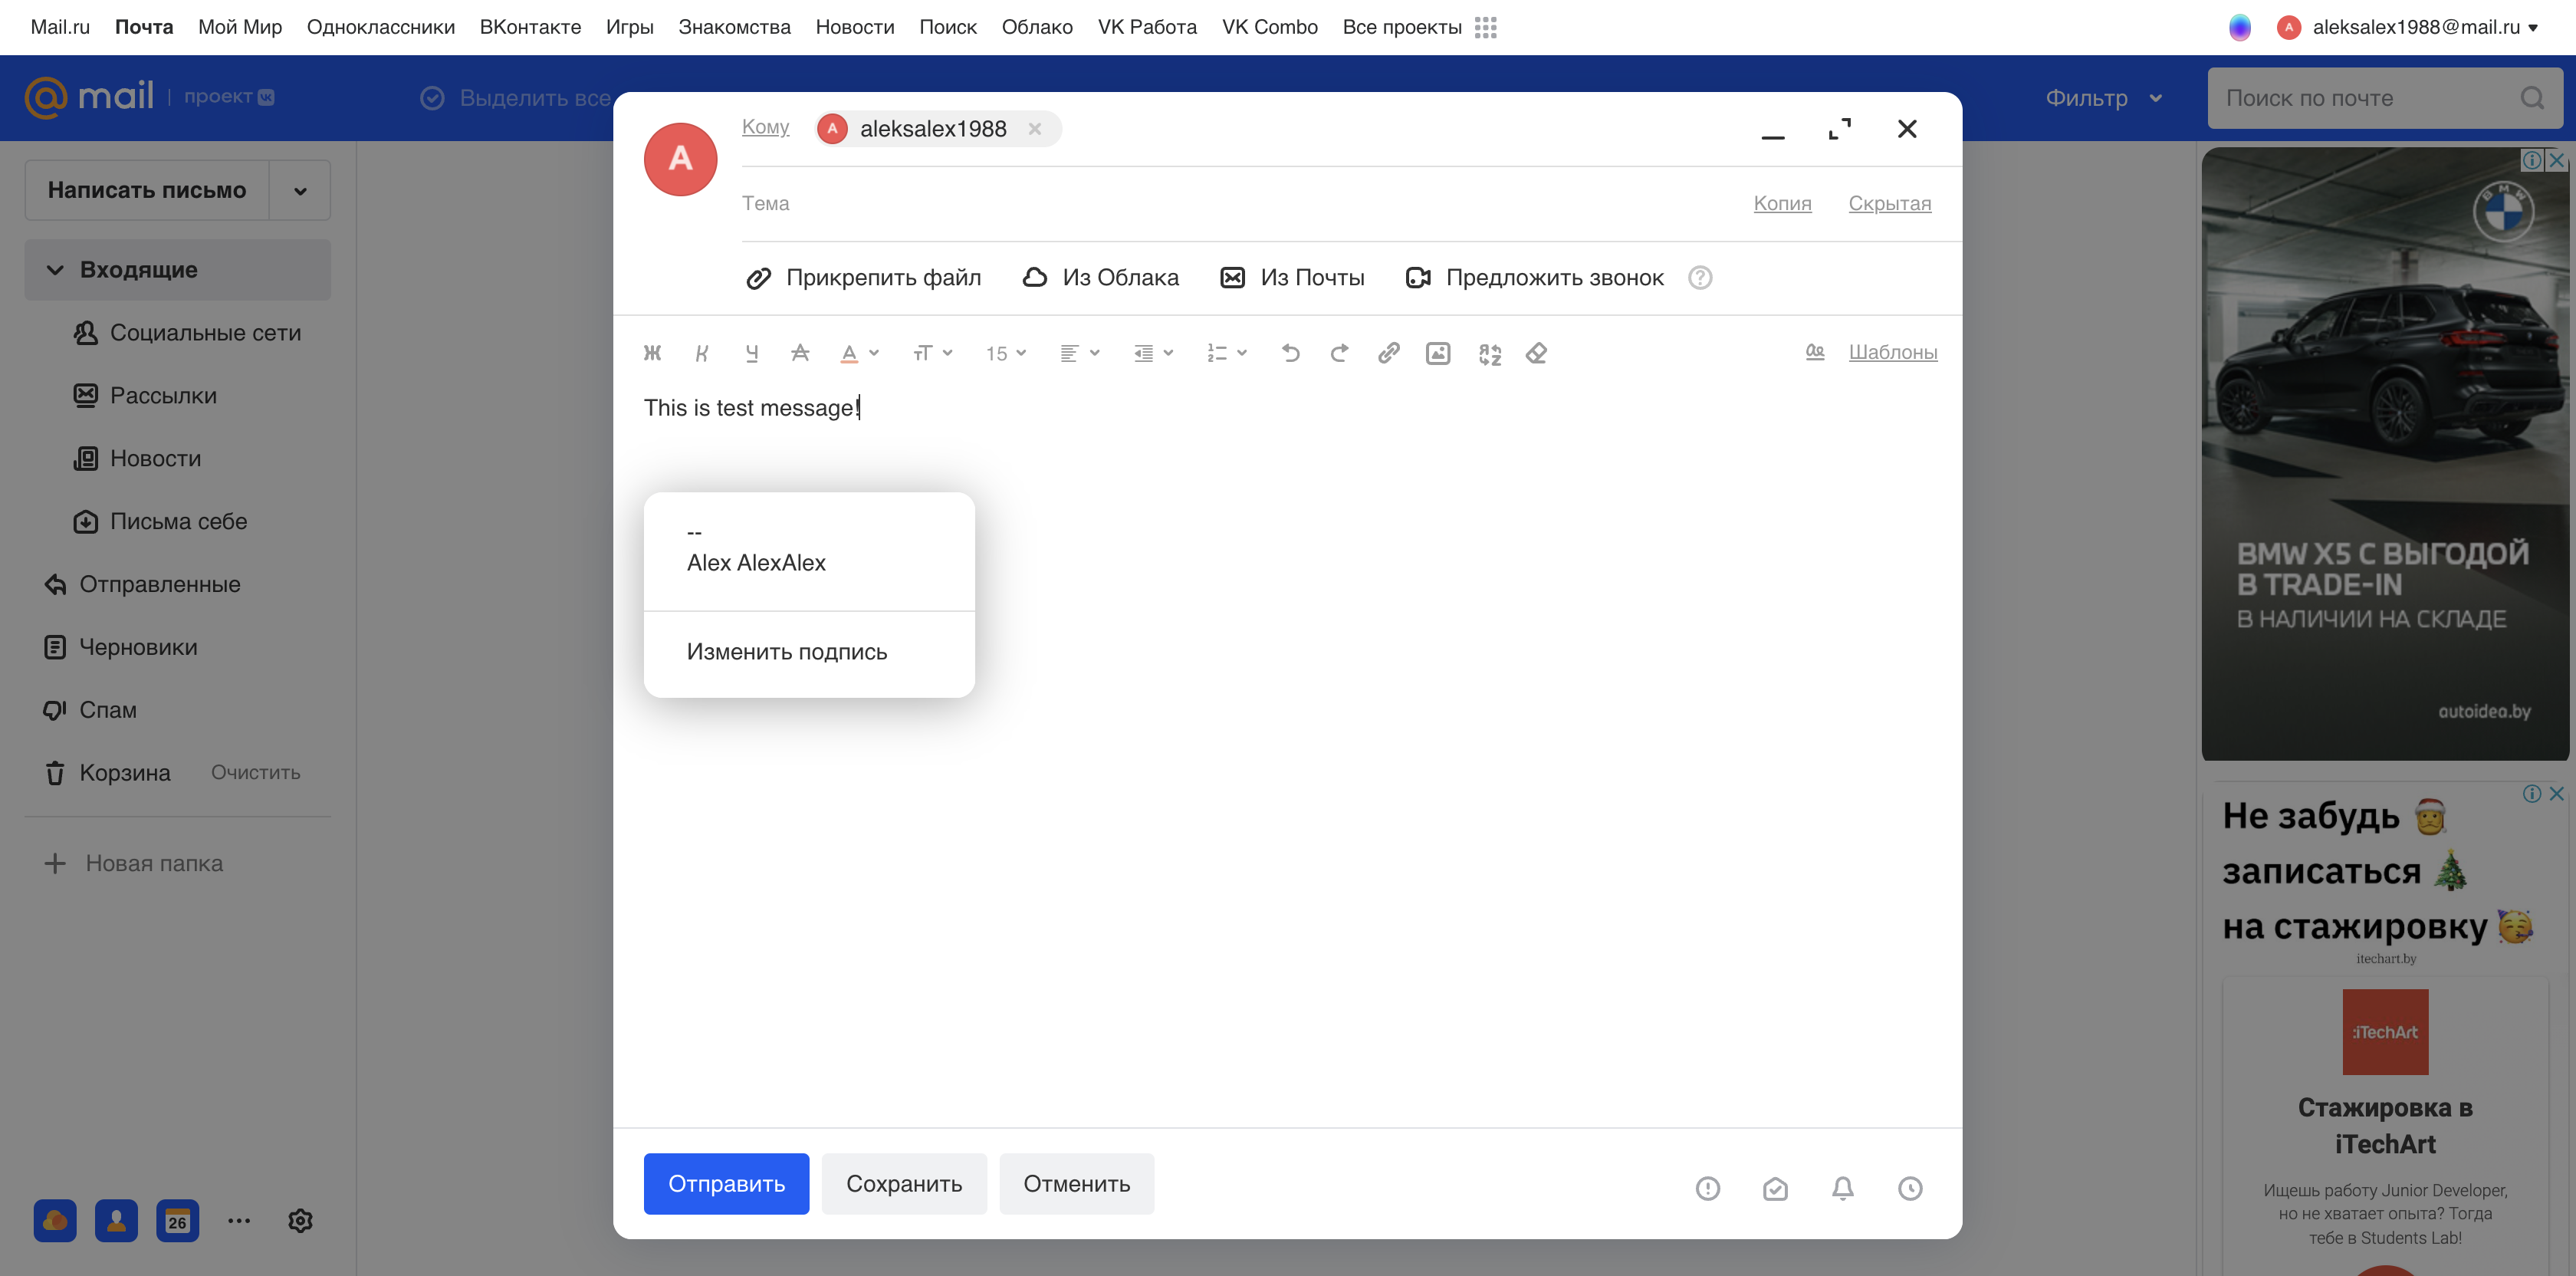 Mail.ru Почта Мой Мир Одноклассники ВКонтакте Игры Знакомства Новости Поиск Облако VK Работа VK Combo Все проекты
A aleksalex1988@mail.ru
@mail проект
Выделить все
Фильтр
Поиск по почте
Написать письмо
Входящие
Социальные сети
Рассылки
Новости
Письма себе
Отправленные
Черновики
Спам
Корзина Очистить
Новая папка
26
A
Кому A aleksalex1988
Тема Копия Скрытая
Прикрепить файл Из Облака Из Почты Предложить звонок ?
Ж К Ч А А тТ 15 Шаблоны
This is test message!
--
Alex AlexAlex
Изменить подпись
Отправить Сохранить Отменить
BMW
BMW X5 С ВЫГОДОЙ
В TRADE-IN
В НАЛИЧИИ НА СКЛАДЕ
autoidea.by
Не забудь 🎅
записаться 🎄
на стажировку 🥳
itechart.by
:iTechArt
Стажировка в
iTechArt
Ищешь работу Junior Developer,
но не хватает опыта? Тогда
тебе в Students Lab!